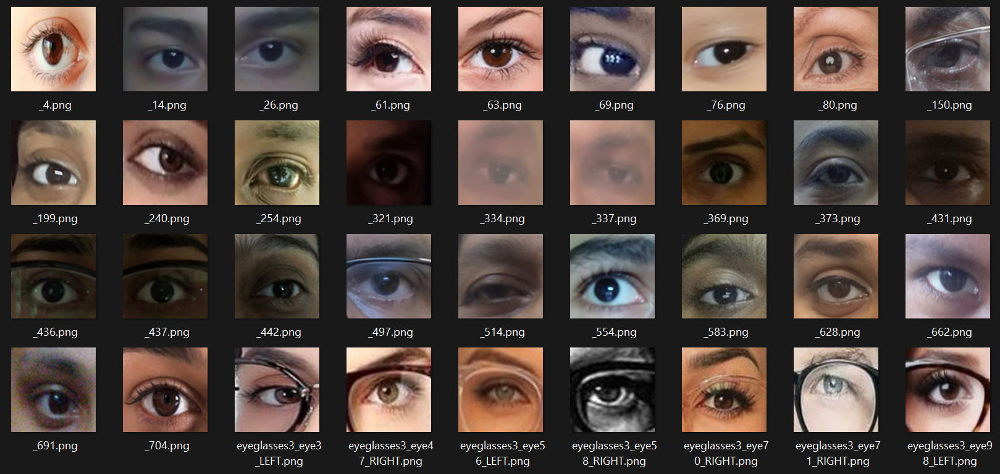 _4.png
_14.png
_26.png
_61.png
_63.png
_69.png
_76.png
_80.png
_150.png
_199.png
_240.png
_254.png
_321.png
_334.png
_337.png
_369.png
_373.png
_431.png
_436.png
_437.png
_442.png
_497.png
_514.png
_554.png
_583.png
_628.png
_662.png
_691.png
_704.png
eyeglasses3_eye3
_LEFT.png
eyeglasses3_eye4
7_RIGHT.png
eyeglasses3_eye5
6_LEFT.png
eyeglasses3_eye5
8_RIGHT.png
eyeglasses3_eye7
0_RIGHT.png
eyeglasses3_eye7
1_RIGHT.png
eyeglasses3_eye9
8_LEFT.png